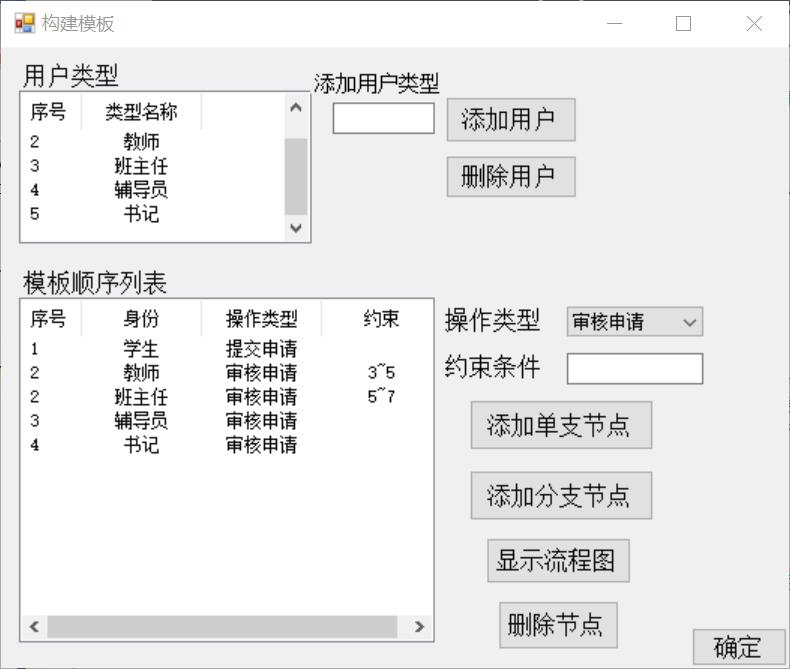 构建模板
用户类型
添加用户类型
序号 类型名称
添加用户
2 教师
3 班主任
删除用户
4 辅导员
5 书记
模板顺序列表
序号 身份 操作类型 约束
操作类型 审核申请
1 学生 提交申请
2 教师 审核申请 3~5
约束条件
2 班主任 审核申请 5~7
3 辅导员 审核申请
添加单支节点
4 书记 审核申请
添加分支节点
显示流程图
删除节点
确定